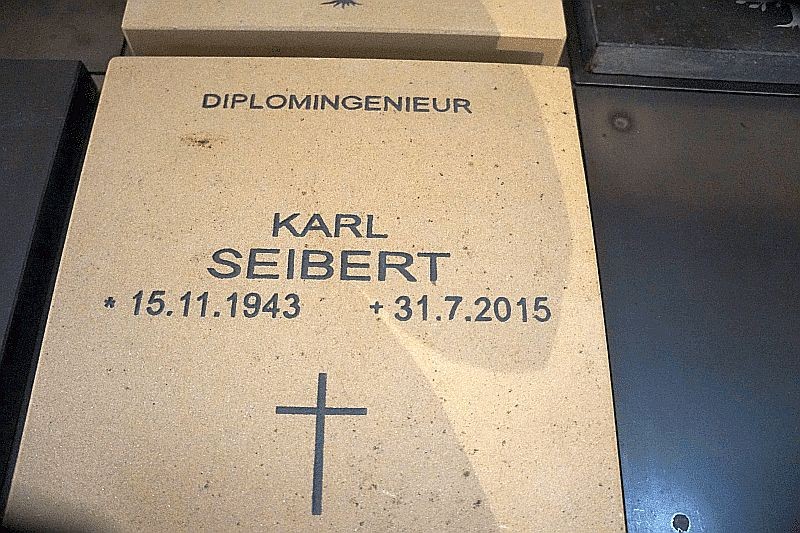 DIPLOMINGENIEUR
KARL
SEIBERT
* 15.11.1943 + 31.7.2015